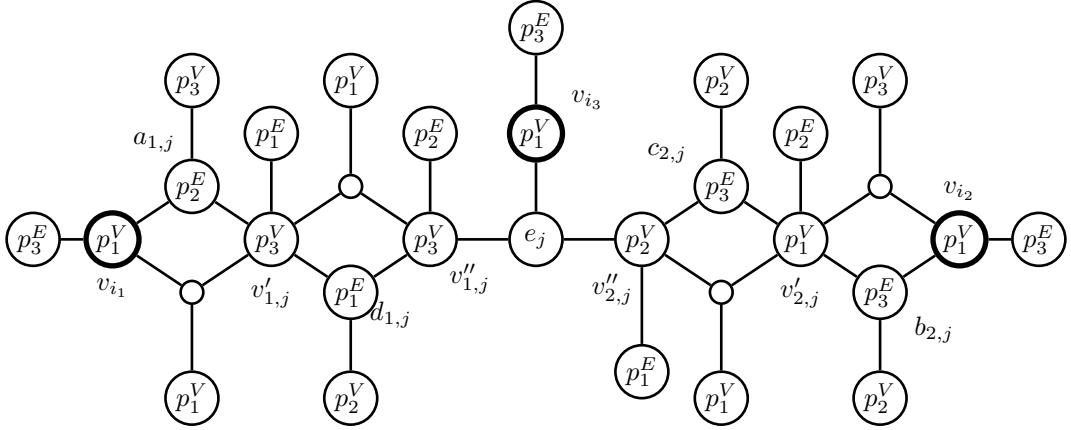 $p_3^E$
$p_3^V$ $p_1^V$ $p_2^V$ $p_3^V$
$v_{i_3}$
$p_1^E$ $p_2^E$ $p_1^V$ $p_2^E$
$a_{1,j}$ $c_{2,j}$
$p_2^E$ $p_3^E$ $v_{i_2}$
$p_3^E$ $p_1^V$ $p_3^V$ $p_3^V$ $e_j$ $p_2^V$ $p_1^V$ $p_1^V$ $p_3^E$
$v_{i_1}$ $v'_{1,j}$ $v''_{1,j}$ $v''_{2,j}$ $v'_{2,j}$
$p_1^E$ $p_3^E$
$d_{1,j}$ $b_{2,j}$
$p_1^E$
$p_1^V$ $p_2^V$ $p_1^V$ $p_2^V$